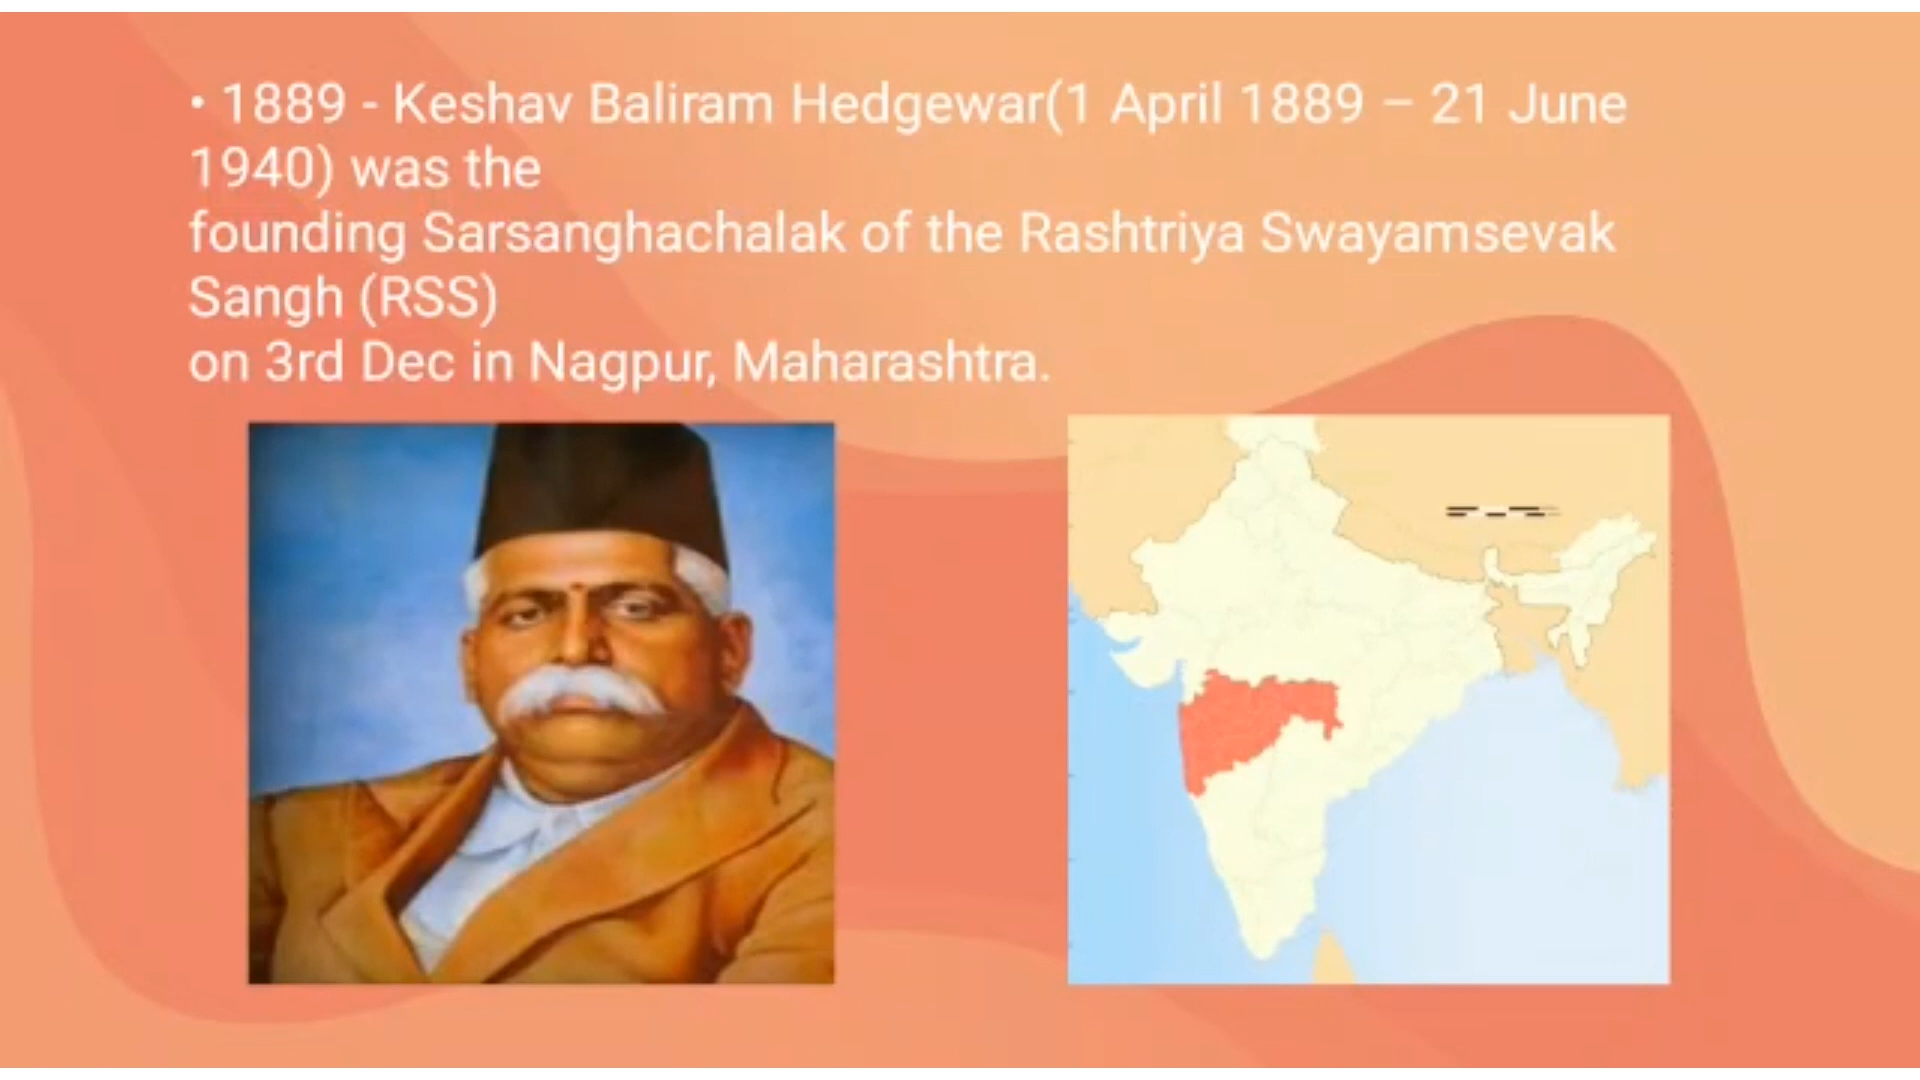 • 1889 - Keshav Baliram Hedgewar(1 April 1889 – 21 June
1940) was the
founding Sarsanghachalak of the Rashtriya Swayamsevak
Sangh (RSS)
on 3rd Dec in Nagpur, Maharashtra.